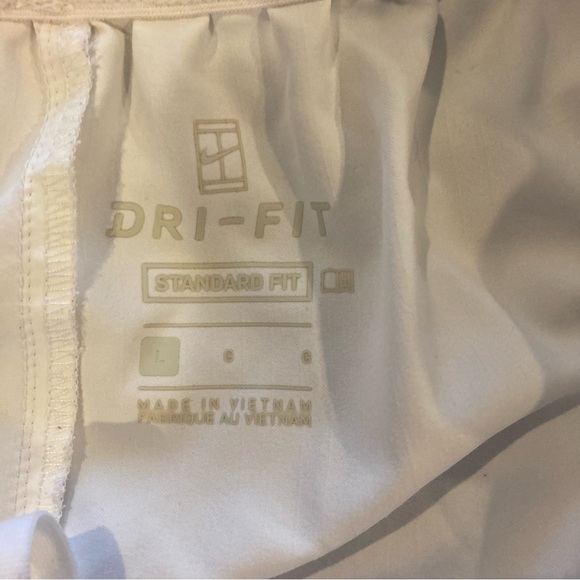 DRI-FIT
STANDARD FIT
L G G
MADE IN VIETNAM
FABRIQUE AU VIETNAM